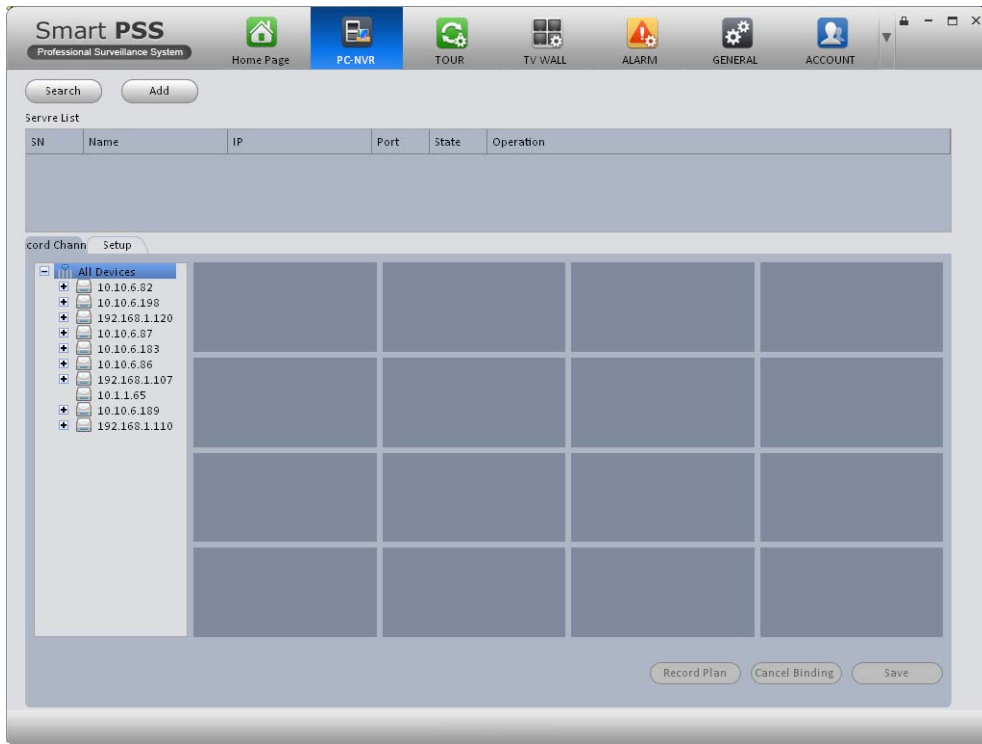 Smart PSS
Professional Surveillance System
Home Page
PC-NVR
TOUR
TV WALL
ALARM
GENERAL
ACCOUNT
Search
Add
Servre List
SN Name IP Port State Operation
cord Chann Setup
All Devices
10.10.6.82
10.10.6.198
192.168.1.120
10.10.6.87
10.10.6.183
10.10.6.86
192.168.1.107
10.1.1.65
10.10.6.189
192.168.1.110
Record Plan
Cancel Binding
Save